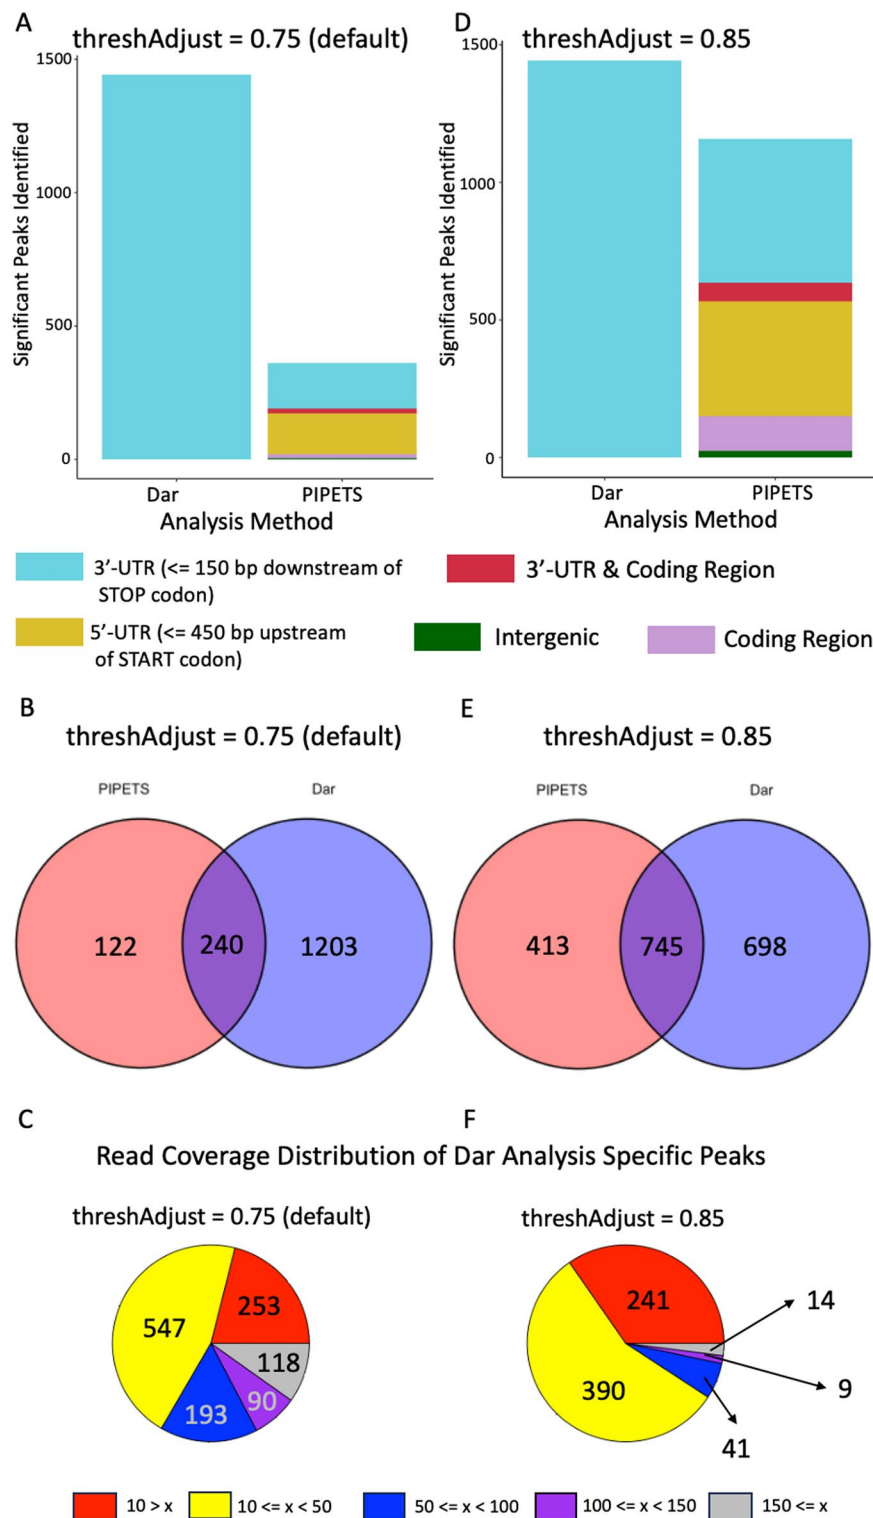 A
threshAdjust = 0.75 (default)
1500
1000
500
0
Significant Peaks Identified
Dar
PIPETS
Analysis Method
D
threshAdjust = 0.85
1500
1000
500
0
Significant Peaks Identified
Dar
PIPETS
Analysis Method
3’-UTR (<= 150 bp downstream of
STOP codon)
3’-UTR & Coding Region
5’-UTR (<= 450 bp upstream
of START codon)
Intergenic
Coding Region
B
threshAdjust = 0.75 (default)
PIPETS
Dar
122
240
1203
E
threshAdjust = 0.85
PIPETS
Dar
413
745
698
C
F
Read Coverage Distribution of Dar Analysis Specific Peaks
threshAdjust = 0.75 (default)
547
253
118
90
193
threshAdjust = 0.85
241
390
14
9
41
10 > x
10 <= x < 50
50 <= x < 100
100 <= x < 150
150 <= x